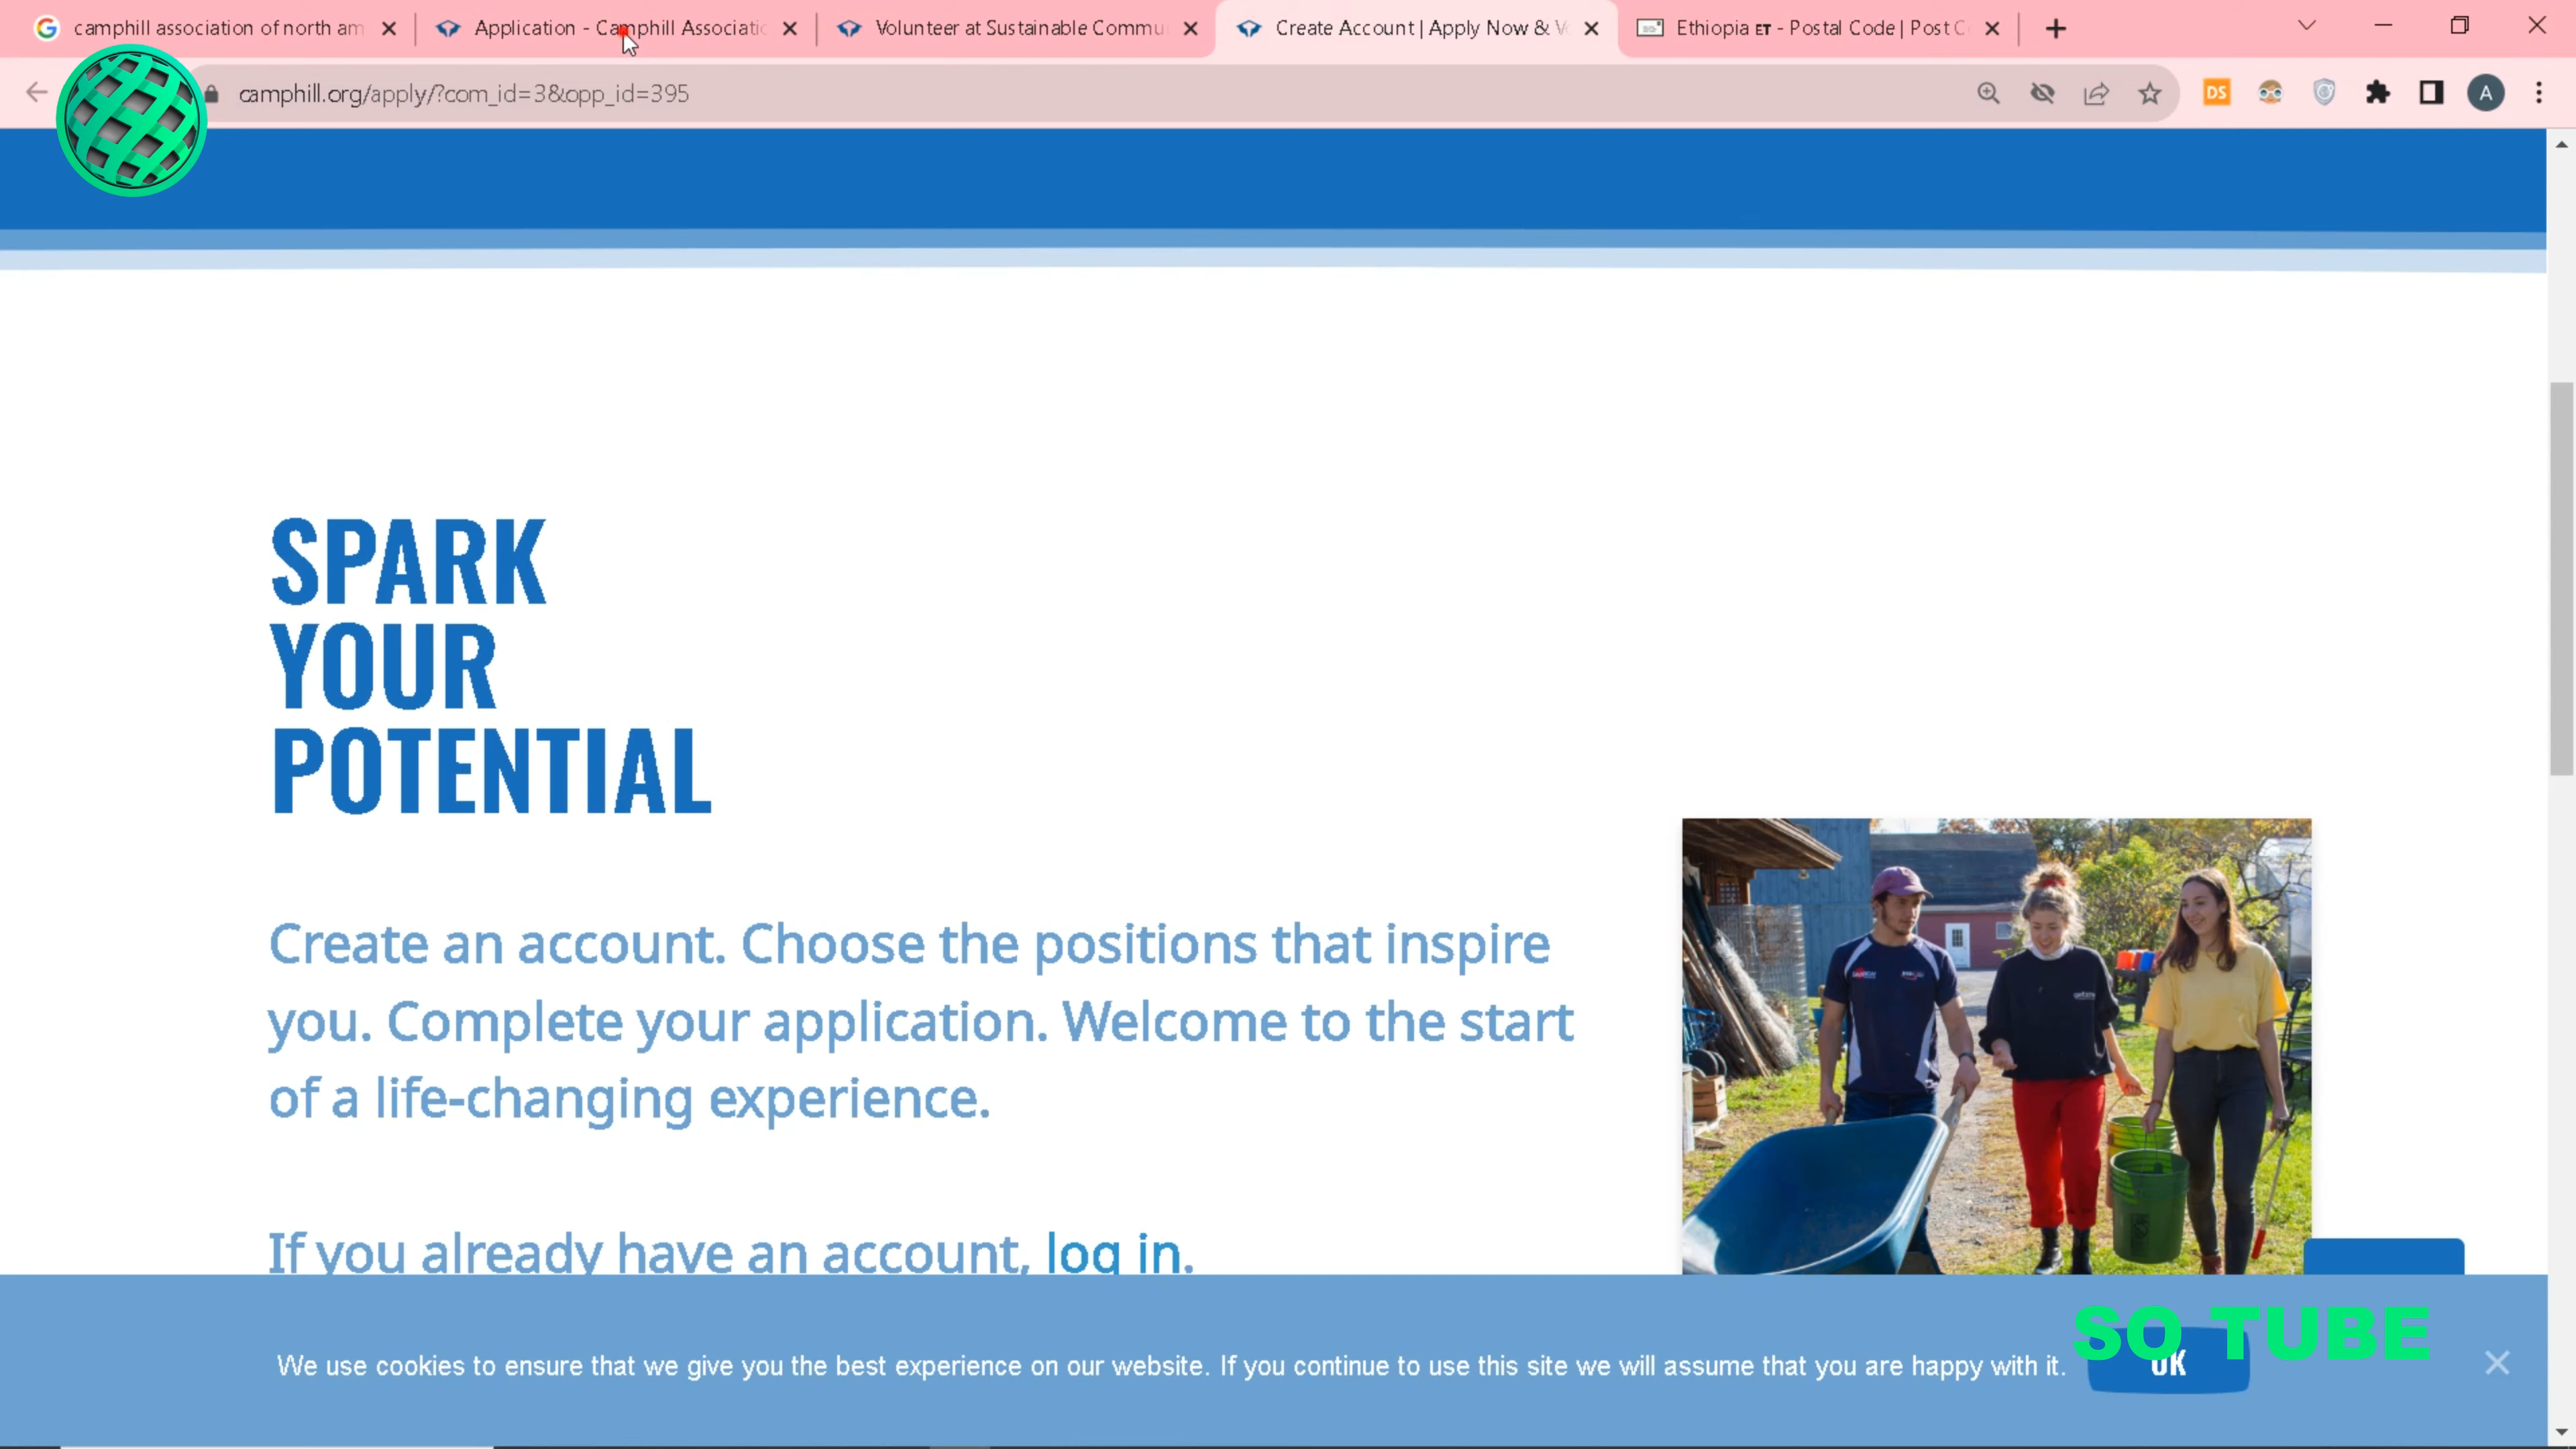 camphill association of north am
Application - Camphill Associatic
Volunteer at Sustainable Commu
Create Account | Apply Now & V
Ethiopia ET - Postal Code | Post C
camphill.org/apply/?com_id=3&opp_id=395
DS
A
SPARK
YOUR
POTENTIAL
Create an account. Choose the positions that inspire
you. Complete your application. Welcome to the start
of a life-changing experience.
If you already have an account, log in.
We use cookies to ensure that we give you the best experience on our website. If you continue to use this site we will assume that you are happy with it.
OK
SO TUBE